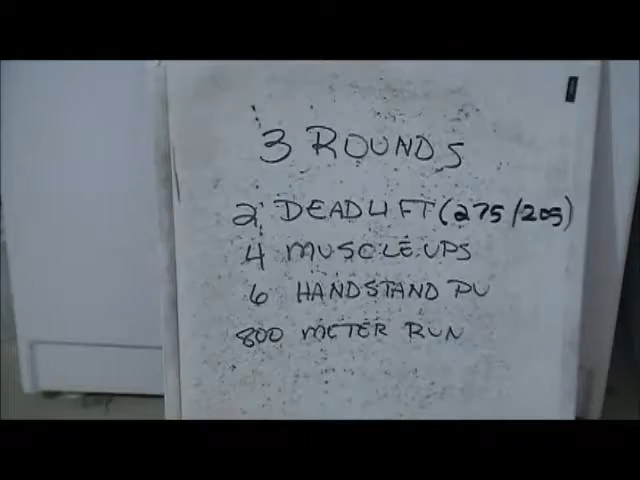 3 ROUNDS
2 DEADLIFT (275/205)
4 MUSCLE.UPS
6 HANDSTAND PU
800 METER RUN